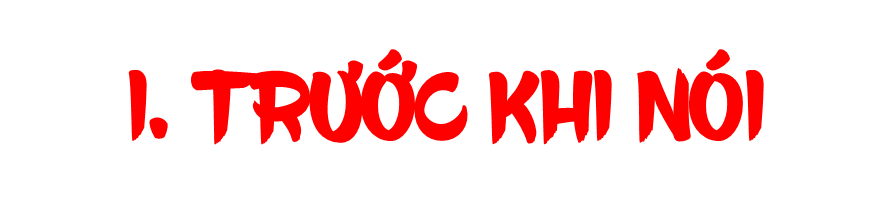 I. TRƯỚC KHI NÓI